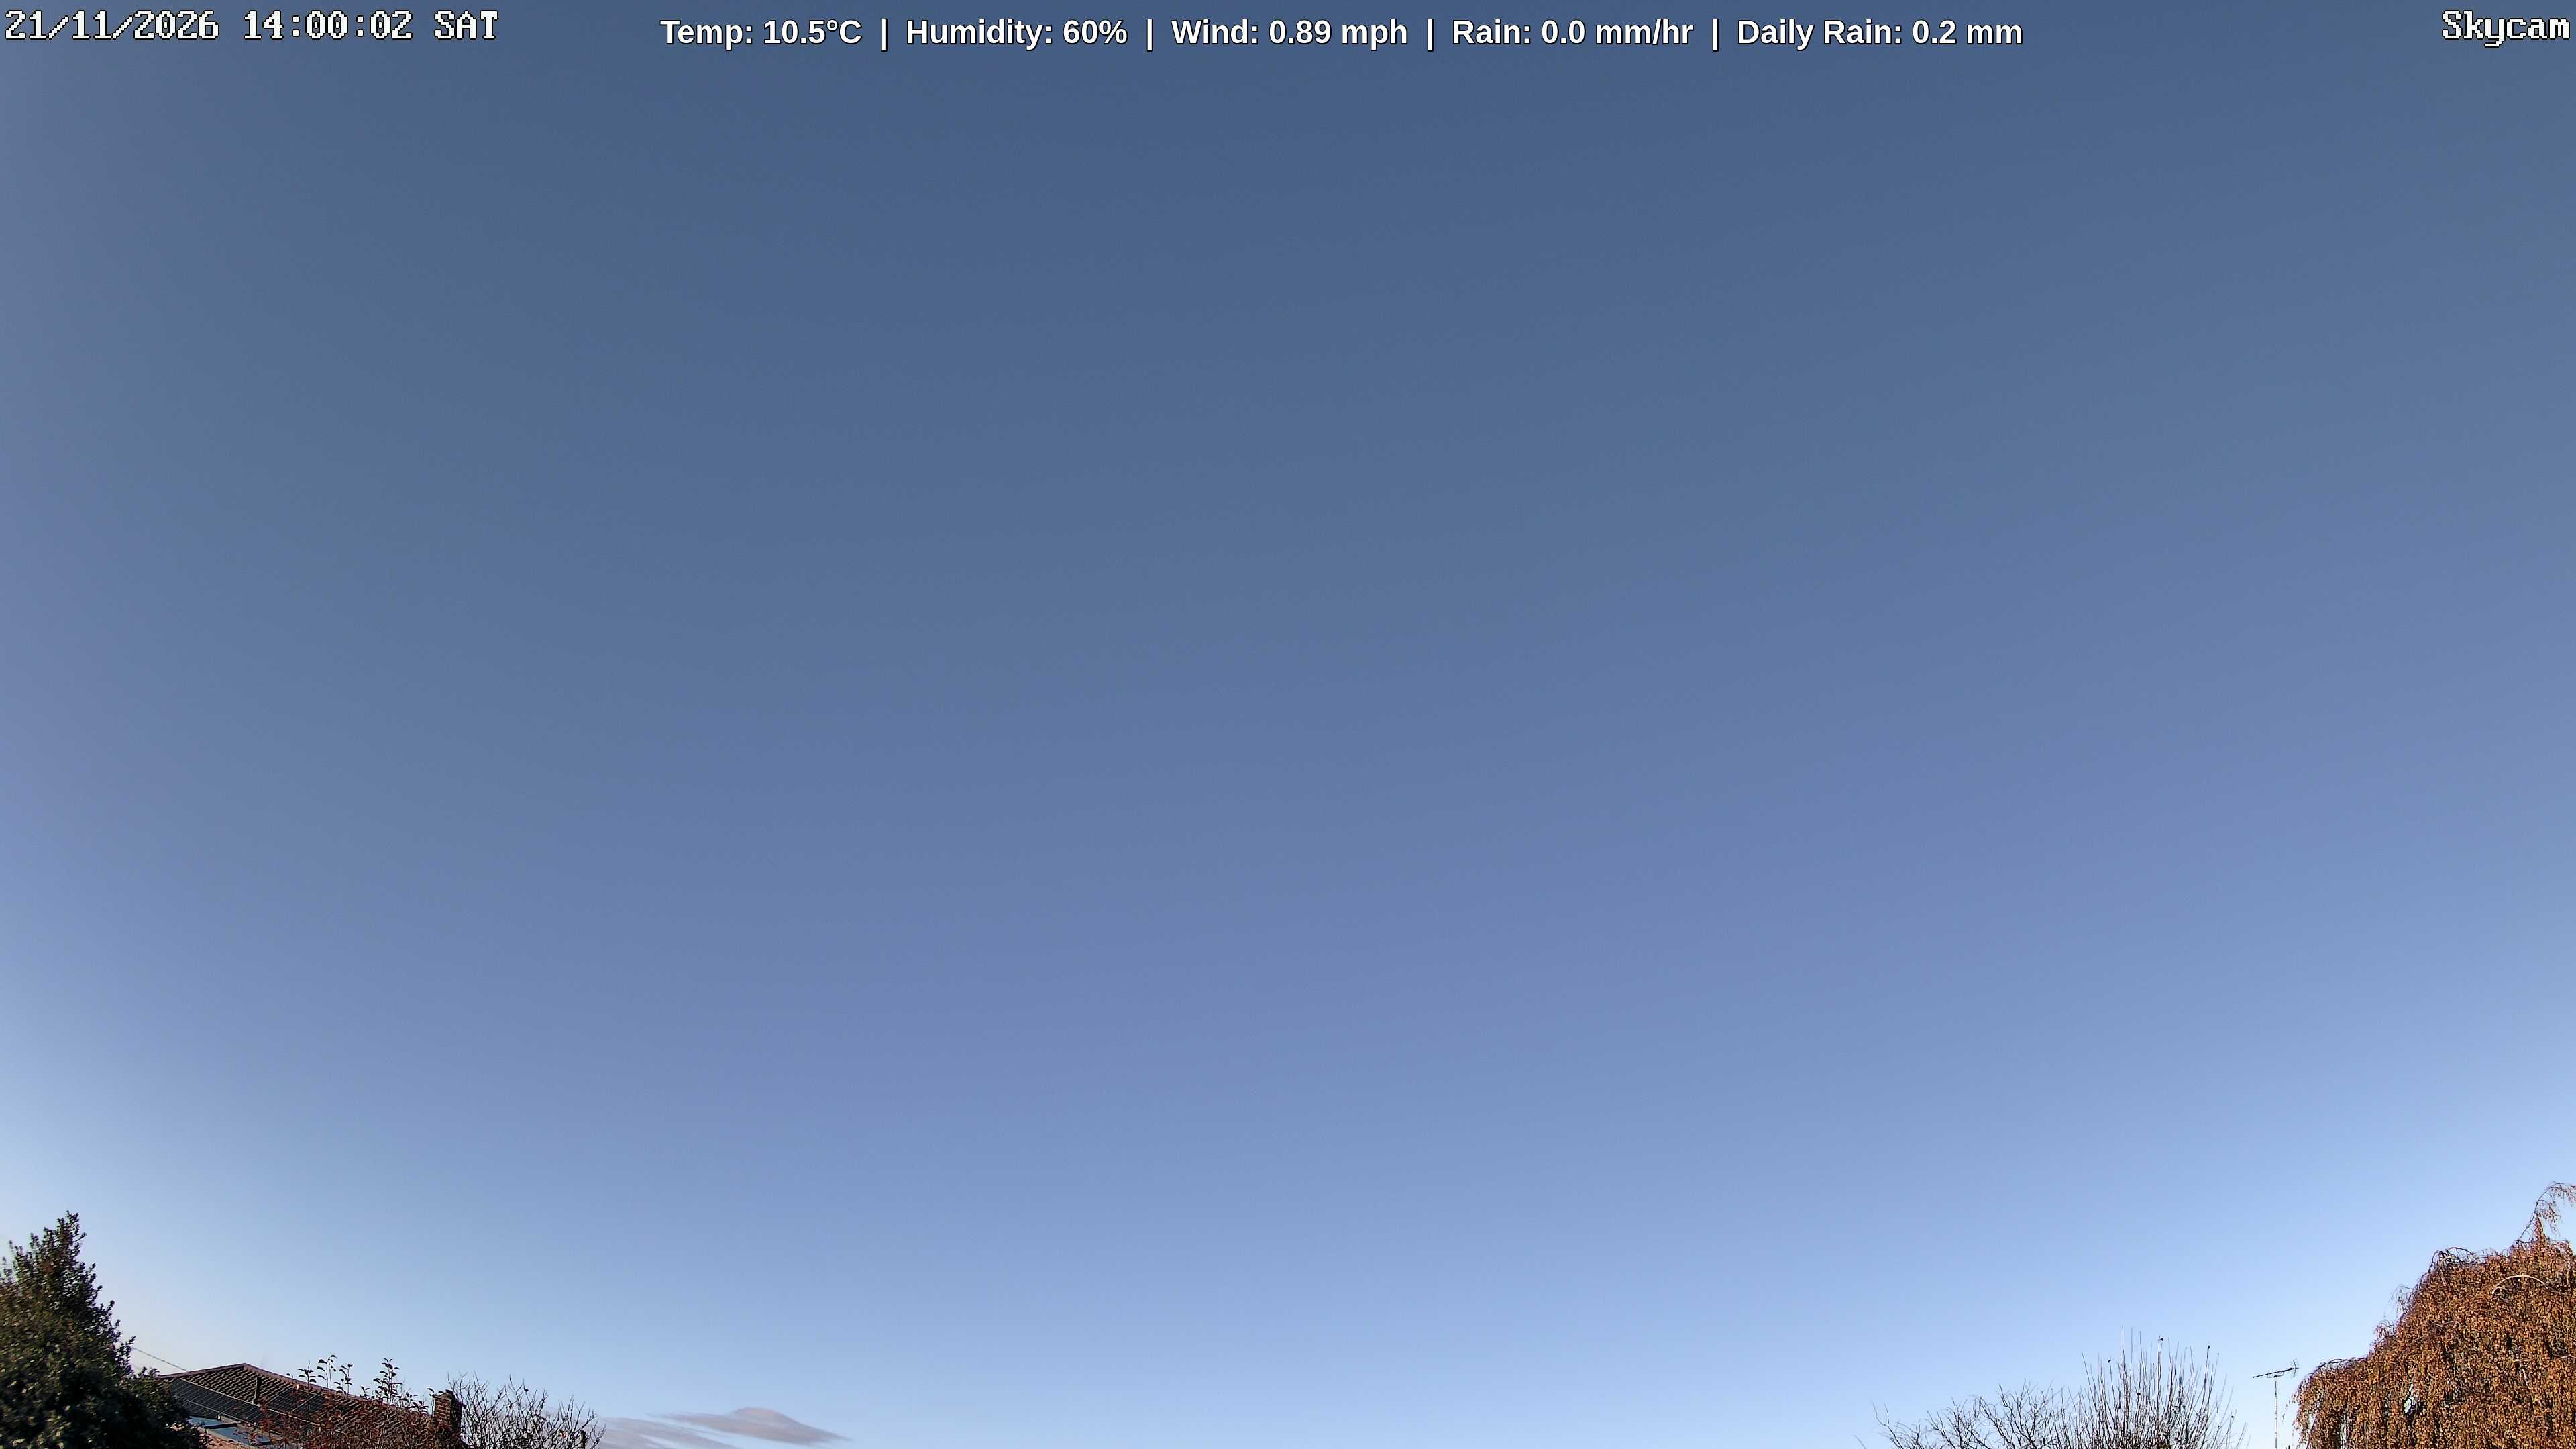 21/11/2026 14:00:02 SAT
Temp: 10.5°C | Humidity: 60% | Wind: 0.89 mph | Rain: 0.0 mm/hr | Daily Rain: 0.2 mm
Skycam